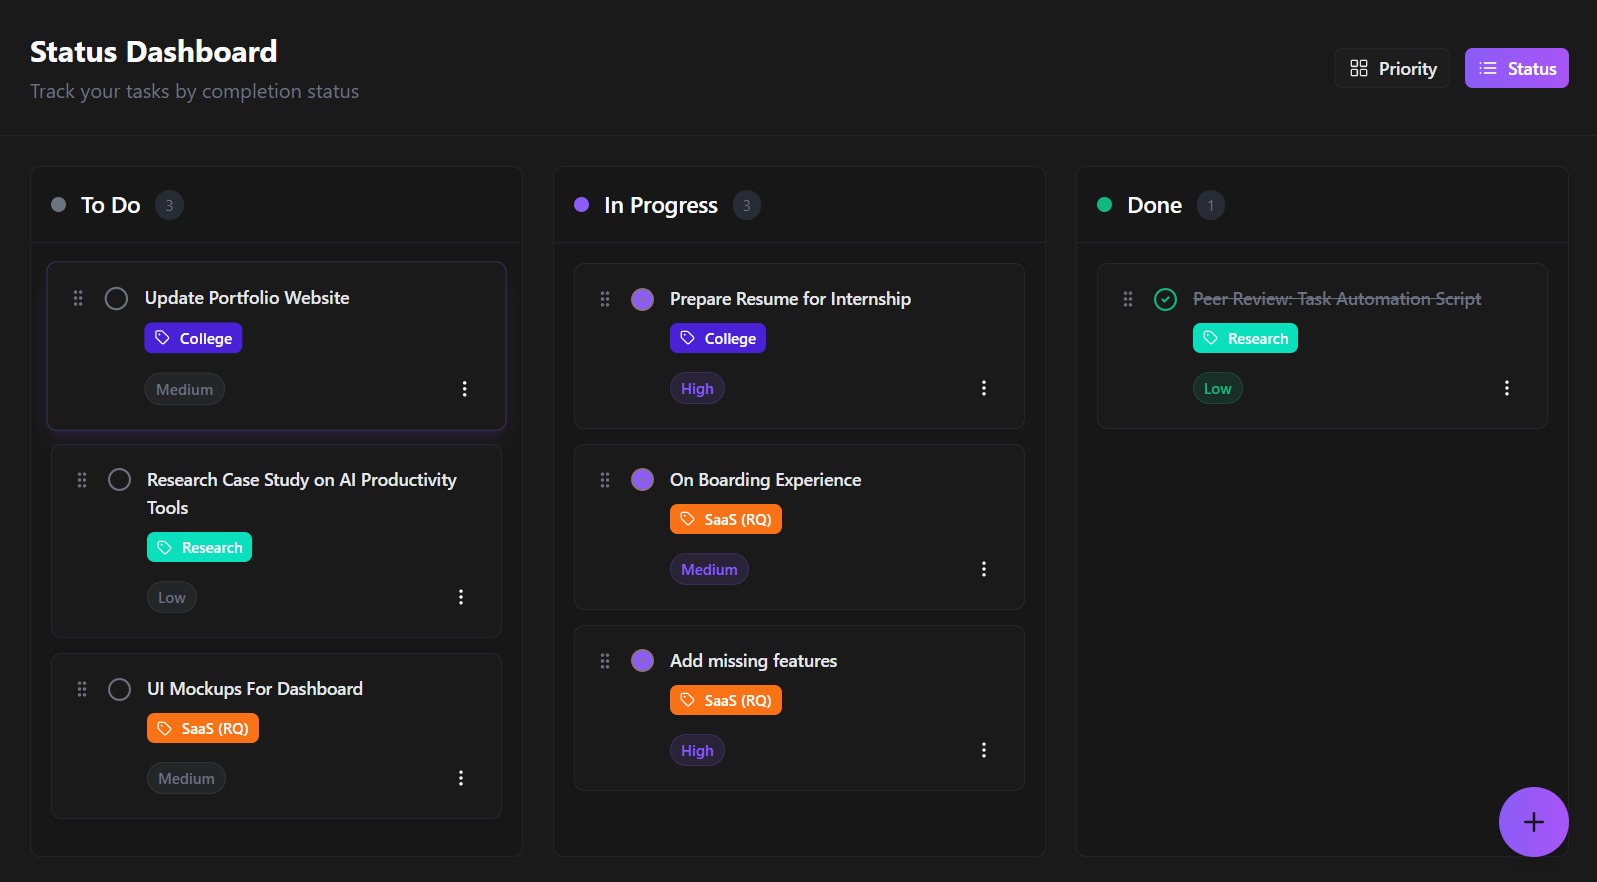 Status Dashboard
Track your tasks by completion status
Priority
Status
To Do 3
Update Portfolio Website
College
Medium
Research Case Study on AI Productivity
Tools
Research
Low
UI Mockups For Dashboard
SaaS (RQ)
Medium
In Progress 3
Prepare Resume for Internship
College
High
On Boarding Experience
SaaS (RQ)
Medium
Add missing features
SaaS (RQ)
High
Done 1
Peer Review: Task Automation Script
Research
Low